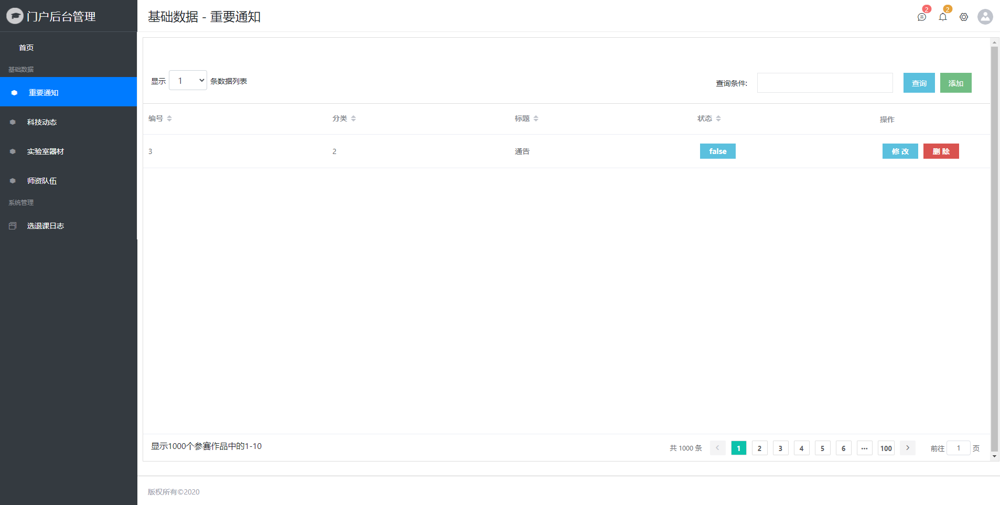 门户后台管理
基础数据 - 重要通知
2
2
首页
基础数据
重要通知
科技动态
实验室器材
师资队伍
系统管理
选退课日志
显示 1 条数据列表
查询条件:
查询 添加
编号 分类 标题 状态 操作
3 2 通告 false 修 改 删 除
显示1000个参赛作品中的1-10
共 1000 条 1 2 3 4 5 6 ··· 100 前往 1 页
版权所有©2020